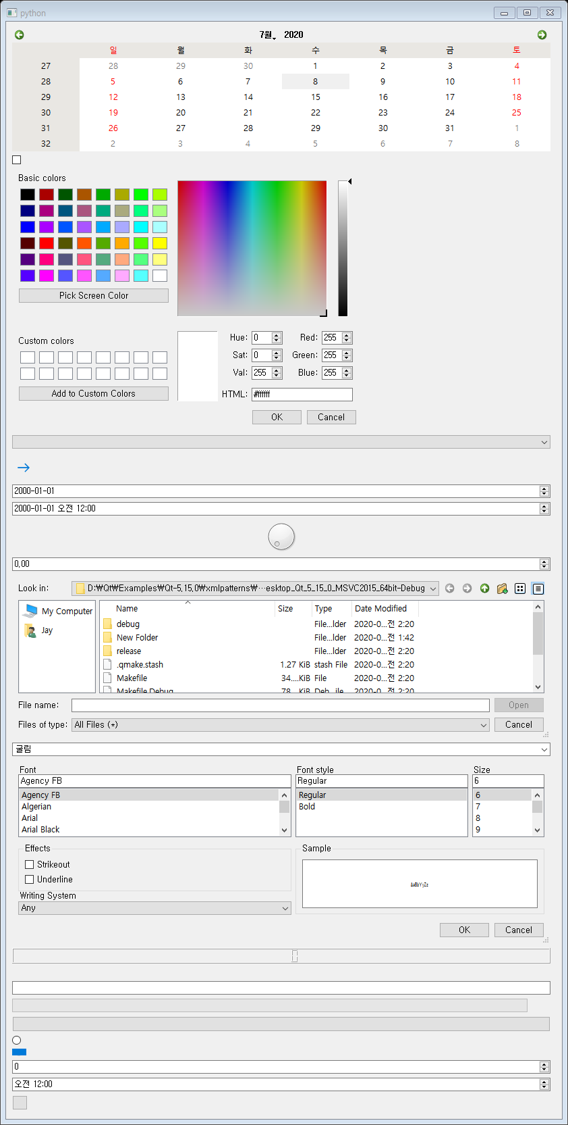 python
7월, 2020
일 월 화 수 목 금 토
27 28 29 30 1 2 3 4
28 5 6 7 8 9 10 11
29 12 13 14 15 16 17 18
30 19 20 21 22 23 24 25
31 26 27 28 29 30 31 1
32 2 3 4 5 6 7 8
Basic colors
Pick Screen Color
Custom colors
Add to Custom Colors
Hue: 0 Red: 255
Sat: 0 Green: 255
Val: 255 Blue: 255
HTML: #ffffff
OK Cancel
2000-01-01
2000-01-01 오전 12:00
0,00
Look in: D:₩Qt₩Examples₩Qt-5,15,0₩xmlpatterns₩···esktop_Qt_5_15_0_MSVC2015_64bit-Debug
My Computer
Jay
Name Size Type Date Modified
debug File...lder 2020-0...전 2:20
New Folder File...lder 2020-0...전 1:42
release File...lder 2020-0...전 2:20
.qmake.stash 1.27 KiB stash File 2020-0...전 2:20
Makefile 34....KiB File 2020-0...전 2:20
Makefile.Debug 78....KiB Deb...ile 2020-0...전 2:20
File name: Open
Files of type: All Files (*) Cancel
굴림
Font Font style Size
Agency FB Regular 6
Agency FB Regular 6
Algerian Bold 7
Arial 8
Arial Black 9
Effects Sample
Strikeout
Underline
Writing System
Any
OK Cancel
0
오전 12:00